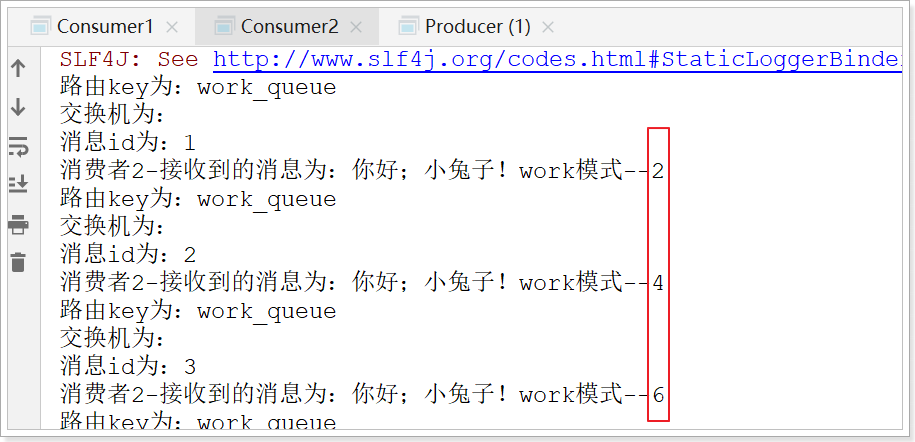 Consumer1 Consumer2 Producer (1)
SLF4J: See http://www.slf4j.org/codes.html#StaticLoggerBinder
路由key为：work_queue
交换机为：
消息id为：1
消费者2-接收到的消息为：你好；小兔子！work模式--2
路由key为：work_queue
交换机为：
消息id为：2
消费者2-接收到的消息为：你好；小兔子！work模式--4
路由key为：work_queue
交换机为：
消息id为：3
消费者2-接收到的消息为：你好；小兔子！work模式--6
路由key为：work_queue